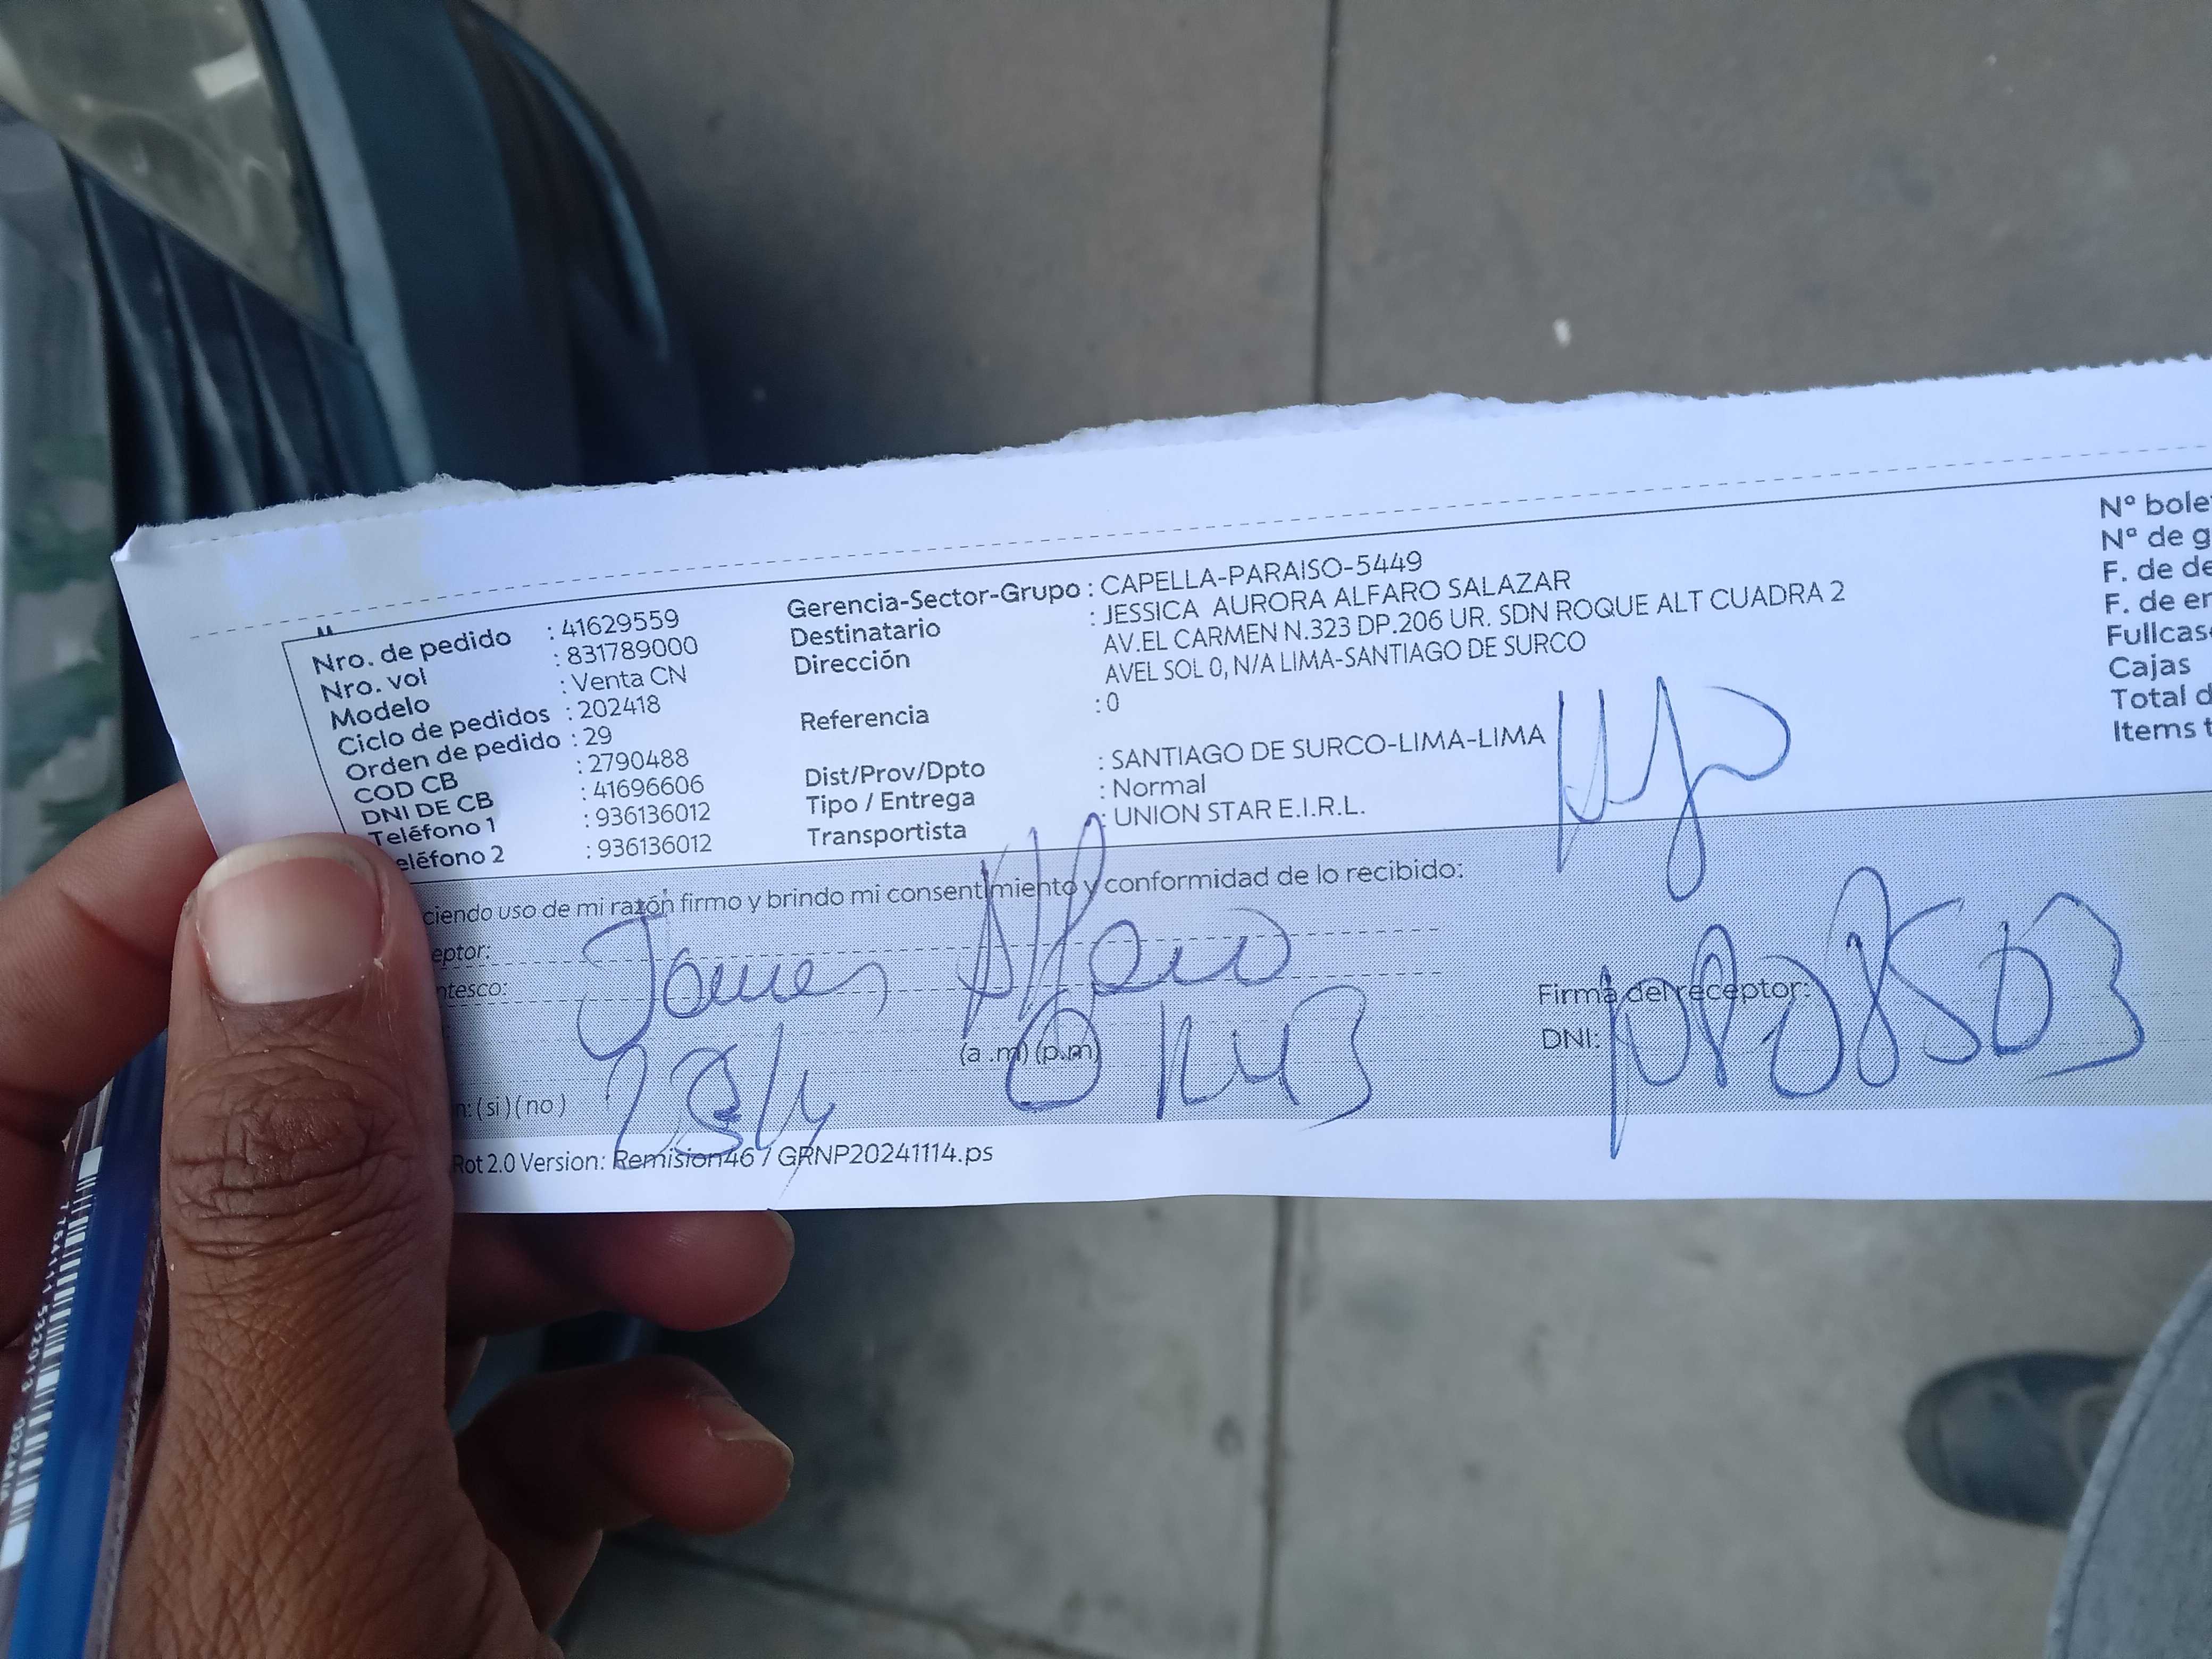 Nro. de pedido : 41629559
Nro. vol : 831789000
Modelo : Venta CN
Ciclo de pedidos : 202418
Orden de pedido : 29
COD CB : 2790488
DNI DE CB : 41696606
Teléfono 1 : 936136012
eléfono 2 : 936136012
Gerencia-Sector-Grupo : CAPELLA-PARAISO-5449
Destinatario : JESSICA AURORA ALFARO SALAZAR
Dirección AV.EL CARMEN N.323 DP.206 UR. SDN ROQUE ALT CUADRA 2
AVEL SOL 0, N/A LIMA-SANTIAGO DE SURCO
Referencia : 0
Dist/Prov/Dpto : SANTIAGO DE SURCO-LIMA-LIMA
Tipo / Entrega : Normal
Transportista : UNION STAR E.I.R.L.
Nº bole
Nº de g
F. de de
F. de en
Fullcas
Cajas
Total d
Items t
ciendo uso de mi razón firmo y brindo mi consentimiento y conformidad de lo recibido:
eptor:
ntesco:
Alfaro
(a .m) (p.m)
n: (si) (no)
Firma del receptor:
DNI:
Rot 2.0 Version: Remision46 / GRNP20241114.ps